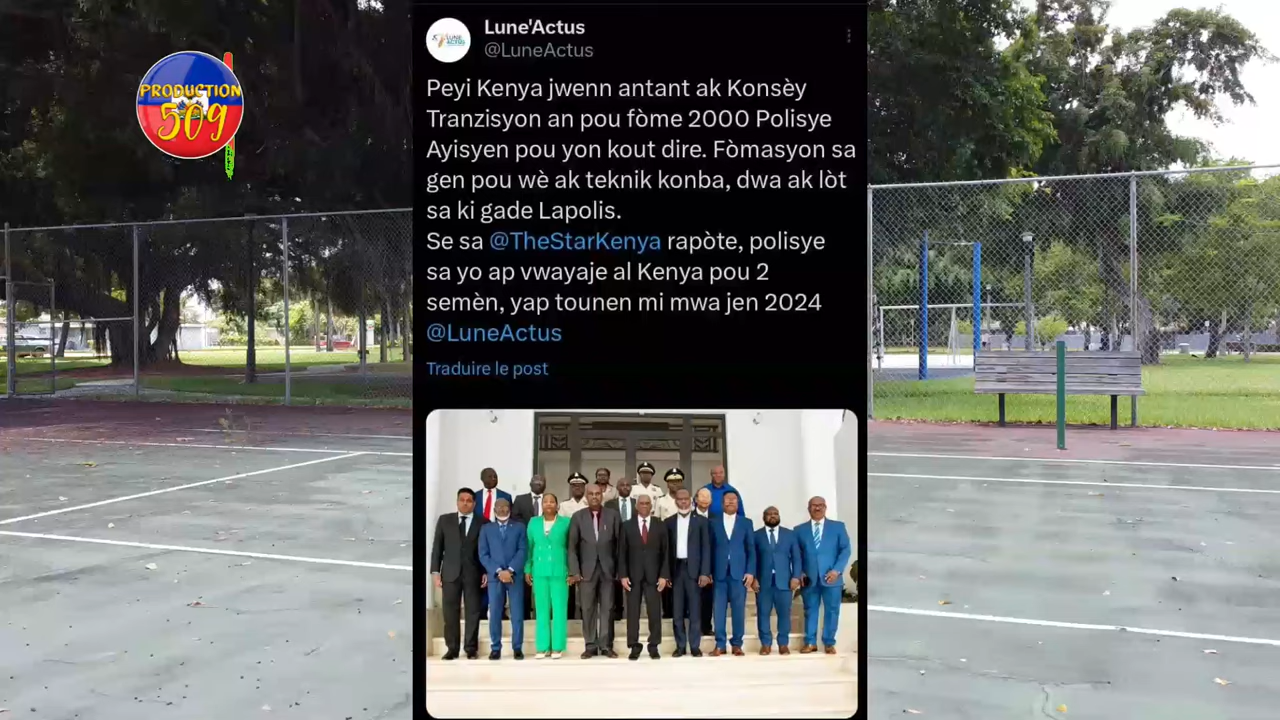 PRODUCTION
509
Lune'Actus
@LuneActus
Peyi Kenya jwenn antant ak Konsèy
Tranzisyon an pou fòme 2000 Polisye
Ayisyen pou yon kout dire. Fòmasyon sa
gen pou wè ak teknik konba, dwa ak lòt
sa ki gade Lapolis.
Se sa @TheStarKenya rapòte, polisye
sa yo ap vwayaje al Kenya pou 2
semèn, yap tounen mi mwa jen 2024
@LuneActus
Traduire le post